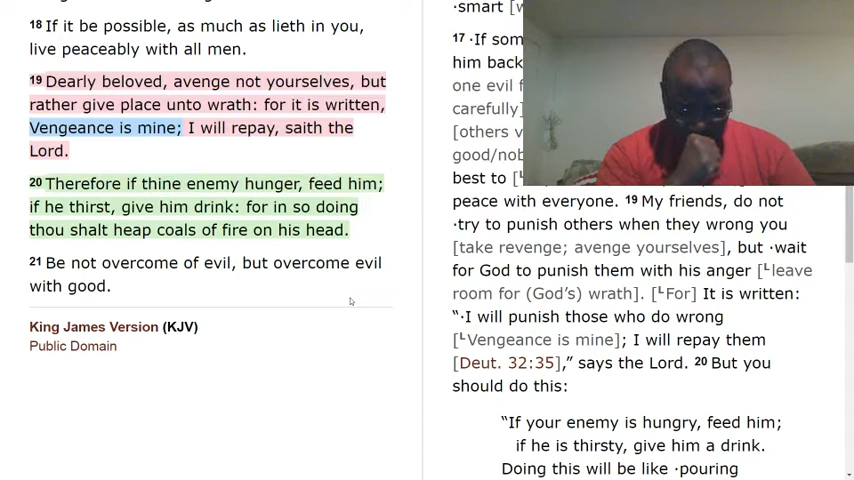 18 If it be possible, as much as lieth in you,
live peaceably with all men.
19 Dearly beloved, avenge not yourselves, but
rather give place unto wrath: for it is written,
Vengeance is mine; I will repay, saith the
Lord.
20 Therefore if thine enemy hunger, feed him;
if he thirst, give him drink: for in so doing
thou shalt heap coals of fire on his head.
21 Be not overcome of evil, but overcome evil
with good.
King James Version (KJV)
Public Domain
·smart [
17 ·If som
him back
one evil
carefully]
[others
good/no
best to [
peace with everyone. 19 My friends, do not
·try to punish others when they wrong you
[take revenge; avenge yourselves], but ·wait
for God to punish them with his anger [ᴸleave
room for (God's) wrath]. [ᴸFor] It is written:
“·I will punish those who do wrong
[ᴸVengeance is mine]; I will repay them
[Deut. 32:35],” says the Lord. 20 But you
should do this:
“If your enemy is hungry, feed him;
if he is thirsty, give him a drink.
Doing this will be like ·pouring